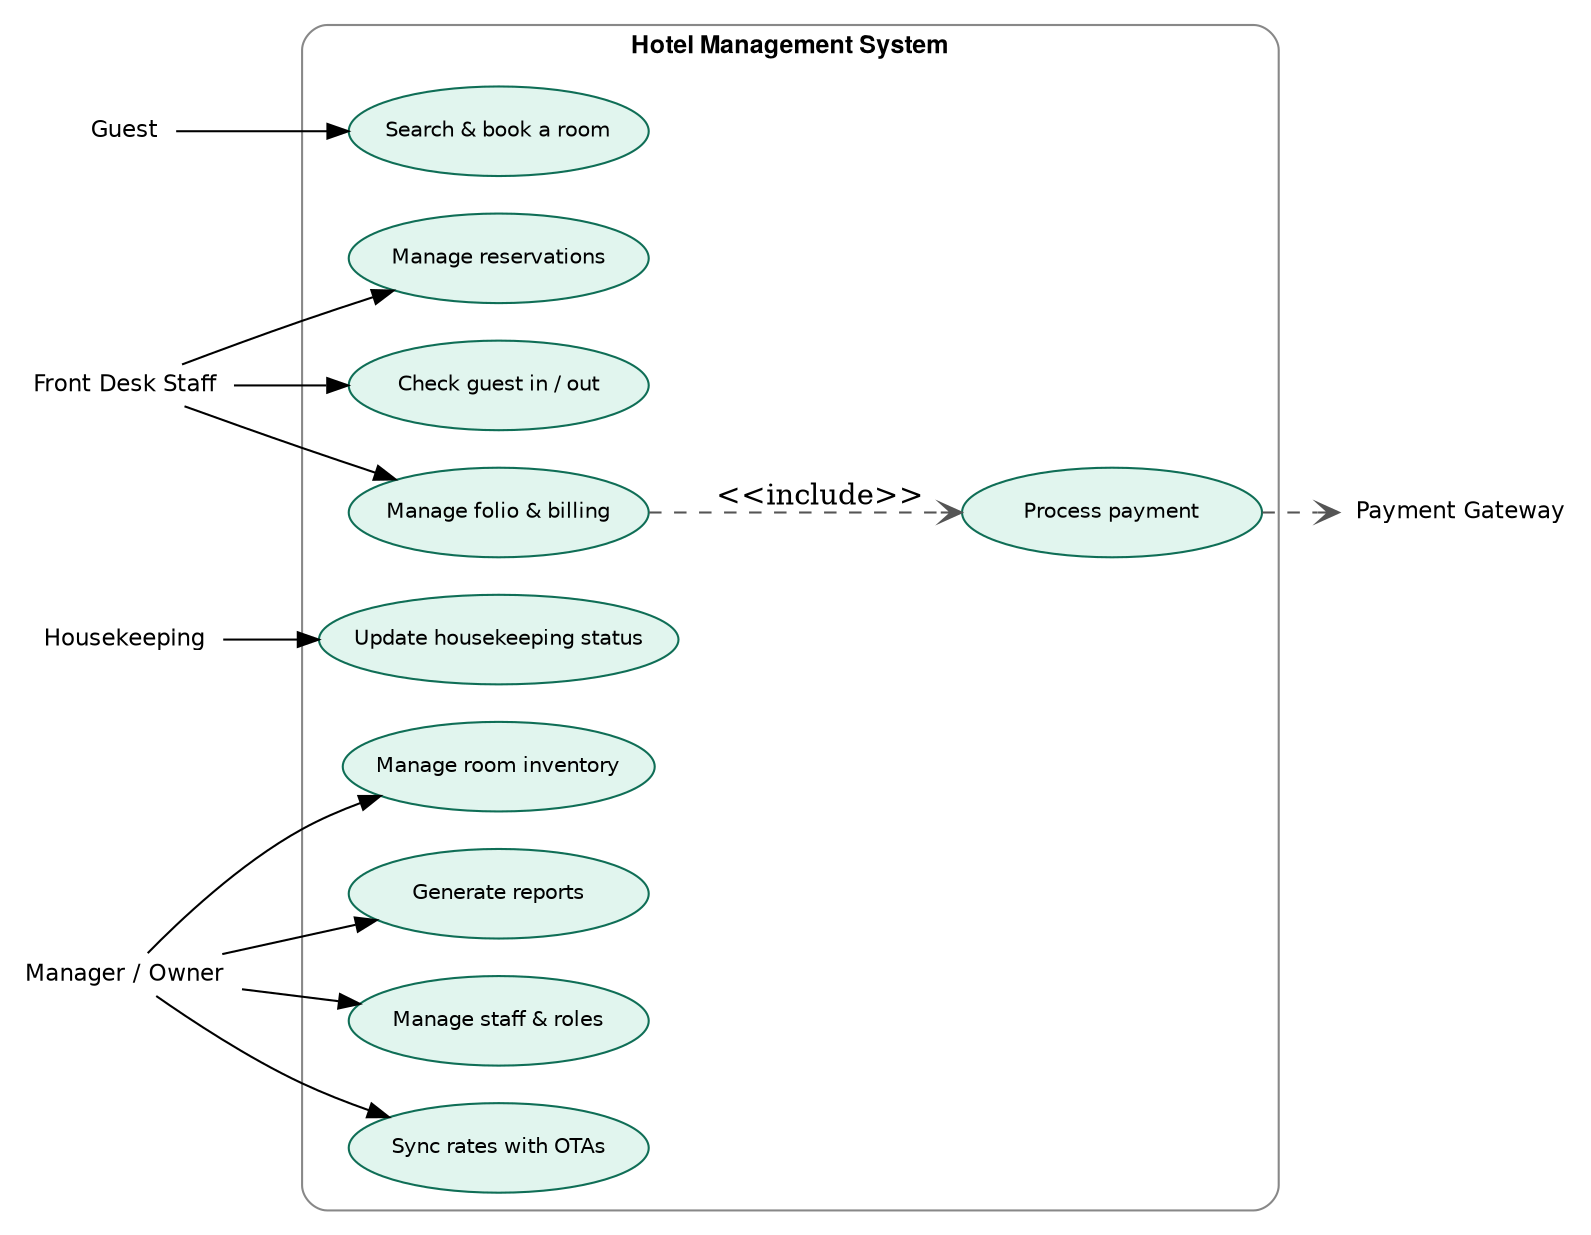 Hotel Management System
Guest
Search & book a room
Manage reservations
Front Desk Staff
Check guest in / out
Manage folio & billing
<<include>>
Process payment
Payment Gateway
Housekeeping
Update housekeeping status
Manage room inventory
Generate reports
Manager / Owner
Manage staff & roles
Sync rates with OTAs